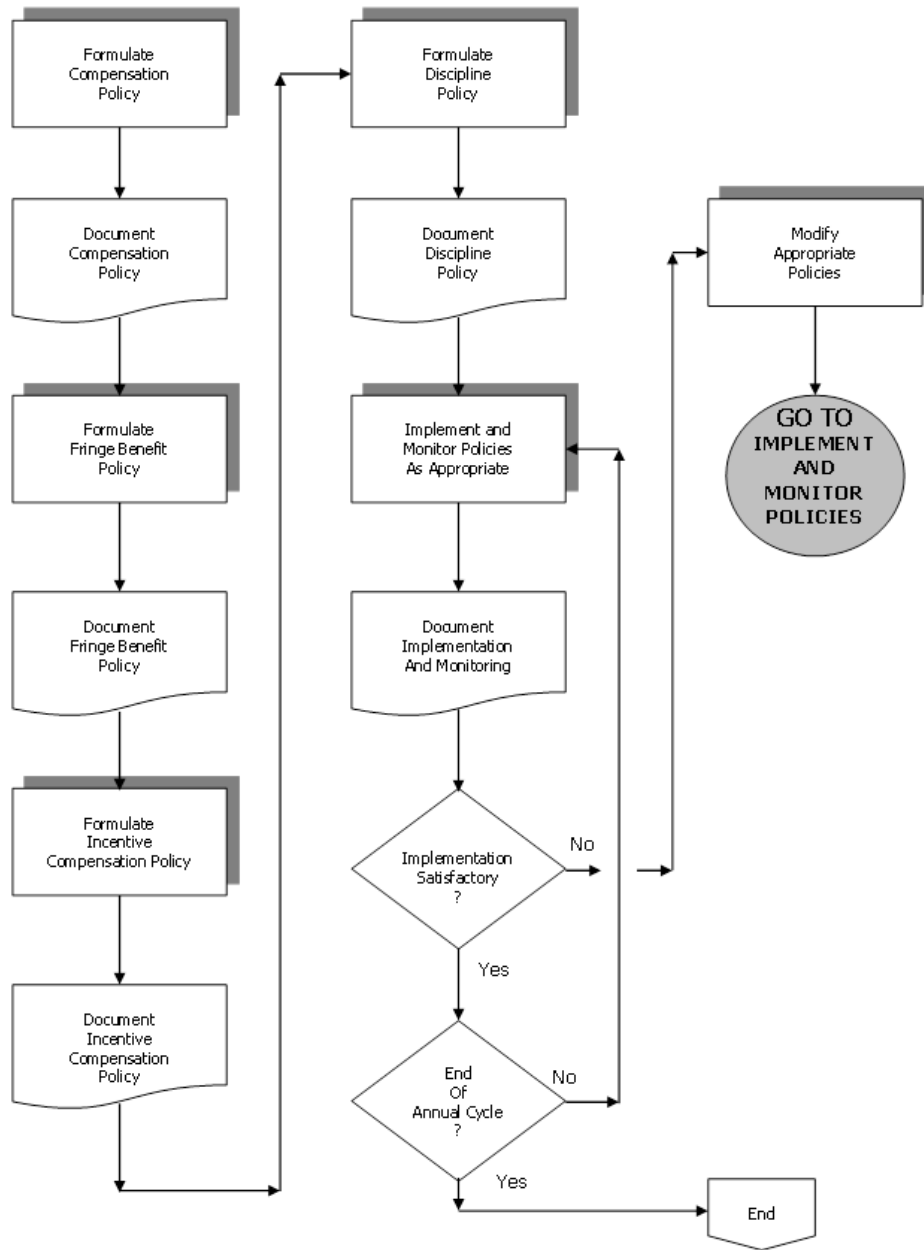 Formulate
Compensation
Policy
Document
Compensation
Policy
Formulate
Fringe Benefit
Policy
Document
Fringe Benefit
Policy
Formulate
Incentive
Compensation Policy
Document
Incentive
Compensation
Policy
Formulate
Discipline
Policy
Document
Discipline
Policy
Implement and
Monitor Policies
As Appropriate
Document
Implementation
And Monitoring
Implementation
Satisfactory
?
No
Yes
End
Of
Annual Cycle
?
No
Yes
Modify
Appropriate
Policies
GO TO
IMPLEMENT
AND
MONITOR
POLICIES
End